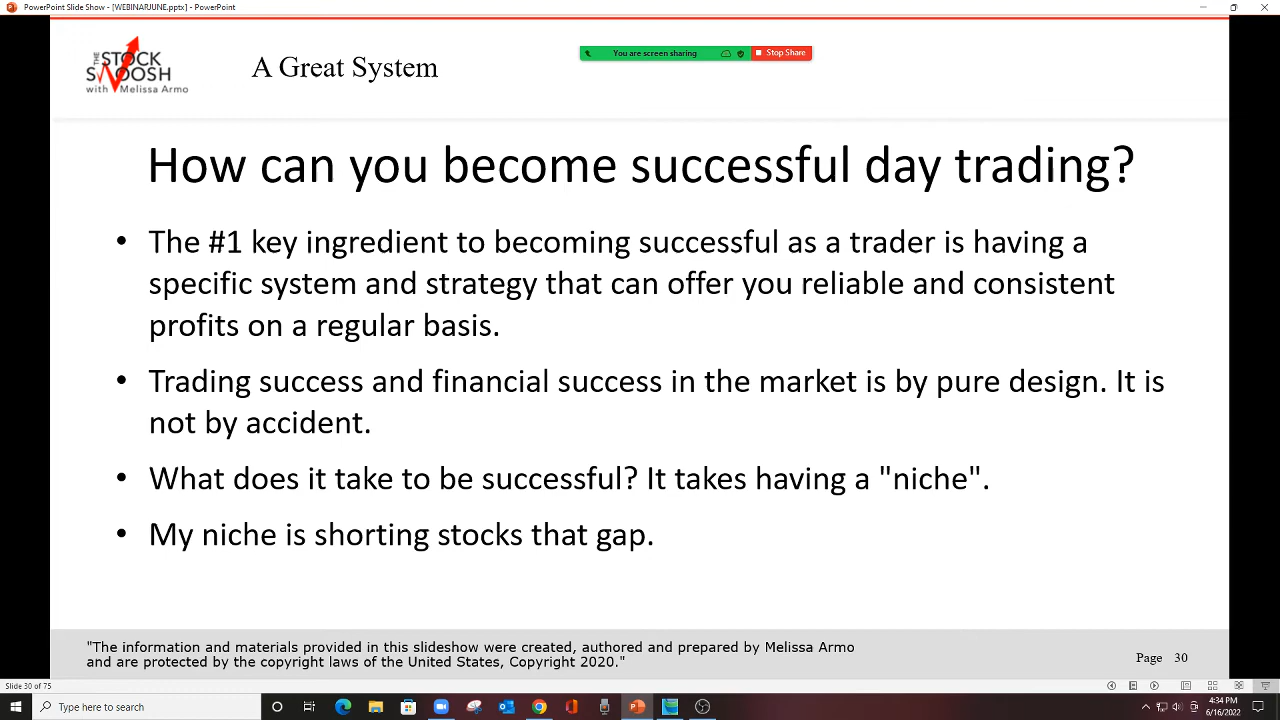 PowerPoint Slide Show - [WEBINARJUNE.pptx] - PowerPoint
You are screen sharing
Stop Share
THE STOCK
SWOOSH
with Melissa Armo
A Great System
How can you become successful day trading?
• The #1 key ingredient to becoming successful as a trader is having a
specific system and strategy that can offer you reliable and consistent
profits on a regular basis.
• Trading success and financial success in the market is by pure design. It is
not by accident.
• What does it take to be successful? It takes having a "niche".
• My niche is shorting stocks that gap.
"The information and materials provided in this slideshow were created, authored and prepared by Melissa Armo
and are protected by the copyright laws of the United States, Copyright 2020."
Page 30
Slide 30 of 75
Type here to search
4:34 PM
6/16/2022